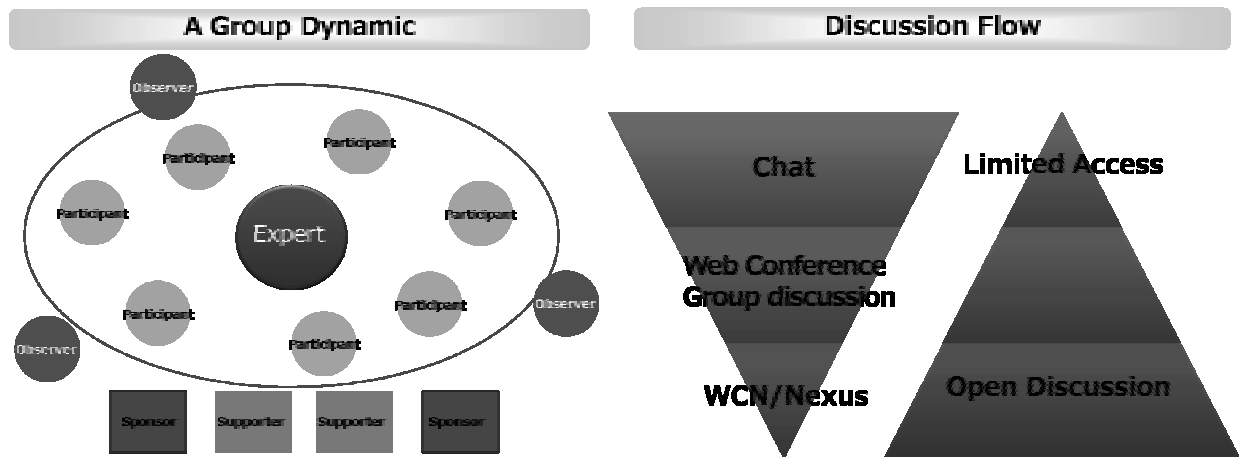 A Group Dynamic
Observer
Participant
Participant
Participant
Participant
Expert
Participant
Participant
Participant
Observer
Observer
Sponsor
Supporter
Supporter
Sponsor
Discussion Flow
Chat
Web Conference
Group discussion
WCN/Nexus
Limited Access
Open Discussion